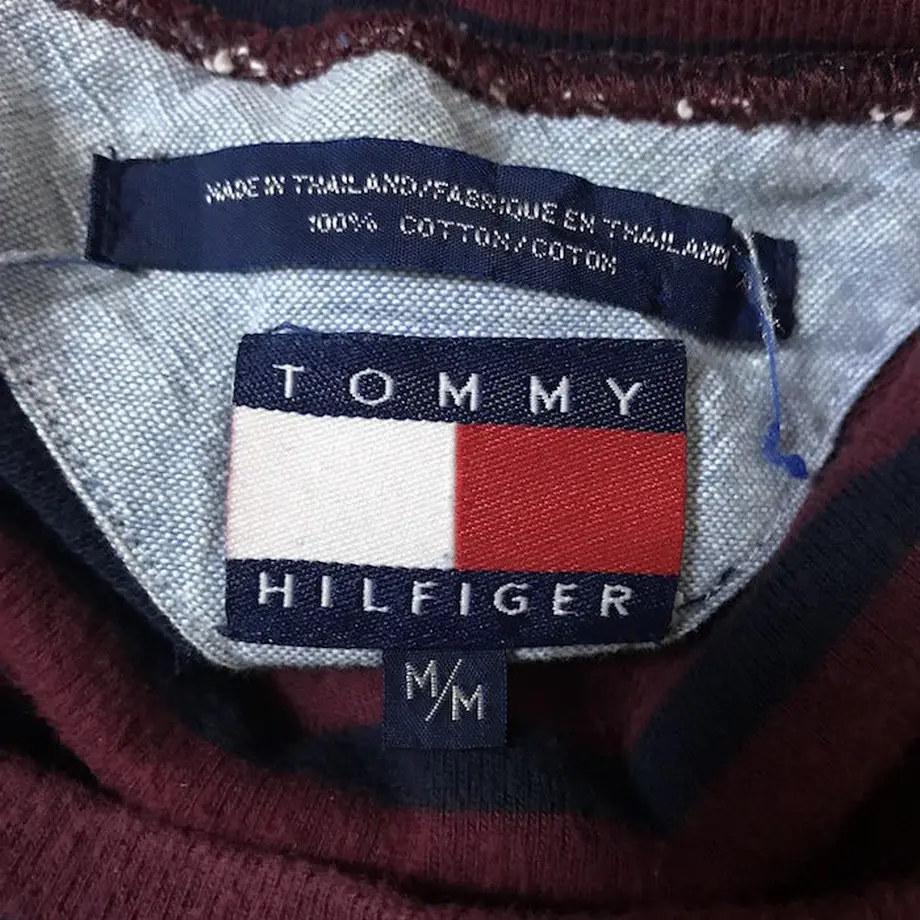 MADE IN THAILAND/FABRIQUE EN THAILANDE
100% COTTON/COTON
TOMMY
HILFIGER
M/M